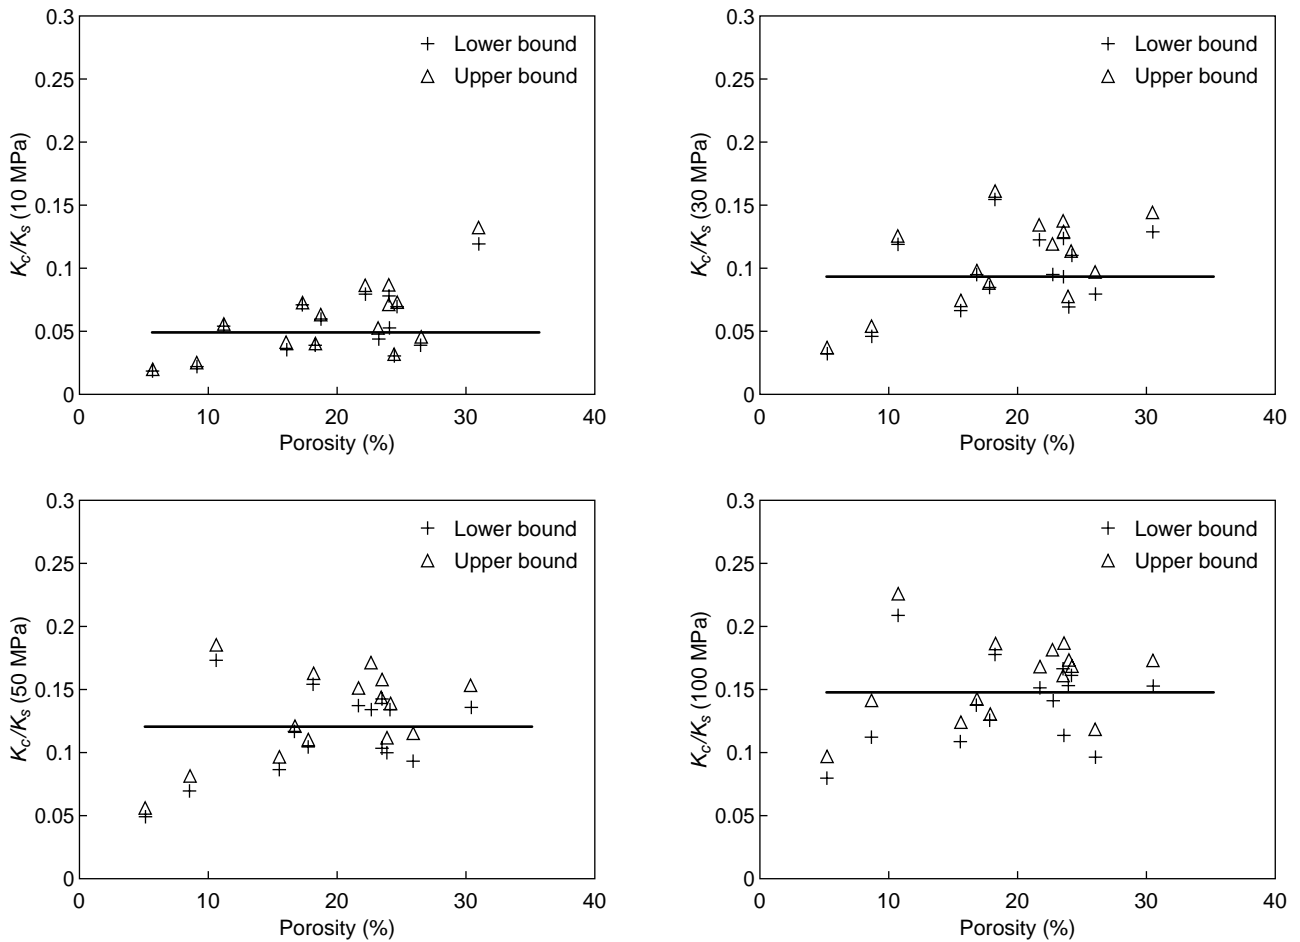 0.3
0.25
0.2
0.15
0.1
0.05
0
Kc/Ks (10 MPa)
+ Lower bound
△ Upper bound
0 10 20 30 40
Porosity (%)
0.3
0.25
0.2
0.15
0.1
0.05
0
Kc/Ks (30 MPa)
+ Lower bound
△ Upper bound
0 10 20 30 40
Porosity (%)
0.3
0.25
0.2
0.15
0.1
0.05
0
Kc/Ks (50 MPa)
+ Lower bound
△ Upper bound
0 10 20 30 40
Porosity (%)
0.3
0.25
0.2
0.15
0.1
0.05
0
Kc/Ks (100 MPa)
+ Lower bound
△ Upper bound
0 10 20 30 40
Porosity (%)